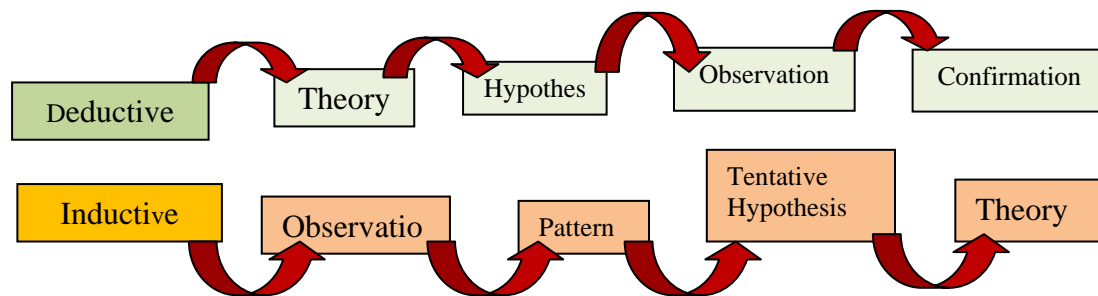 Deductive
Theory
Hypothes
Observation
Confirmation
Inductive
Observatio
Pattern
Tentative
Hypothesis
Theory